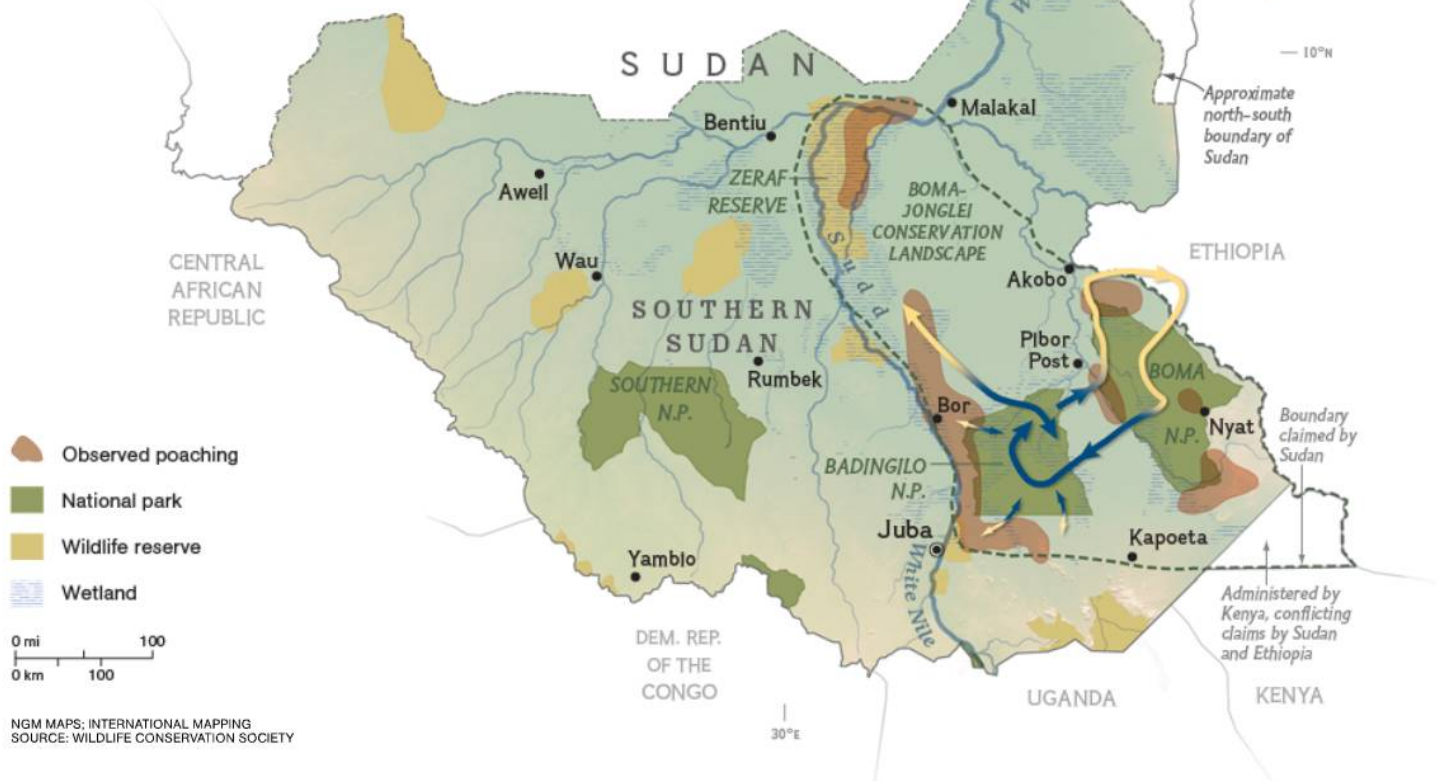 W
SUDAN
10°N
Approximate
north-south
boundary of
Sudan
Malakal
Bentiu
ZERAF
RESERVE
Aweil
BOMA-
JONGLEI
CONSERVATION
LANDSCAPE
Sudd
ETHIOPIA
CENTRAL
AFRICAN
REPUBLIC
Wau
Akobo
SOUTHERN
SUDAN
Pibor
Post
Rumbek
SOUTHERN
N.P.
BOMA
N.P.
Bor
Nyat
Boundary
claimed by
Sudan
BADINGILO
N.P.
Juba
Kapoeta
White Nile
Yambio
Administered by
Kenya, conflicting
claims by Sudan
and Ethiopia
DEM. REP.
OF THE
CONGO
UGANDA
KENYA
30°E
Observed poaching
National park
Wildlife reserve
Wetland
0 mi 100
0 km 100
NGM MAPS; INTERNATIONAL MAPPING
SOURCE: WILDLIFE CONSERVATION SOCIETY